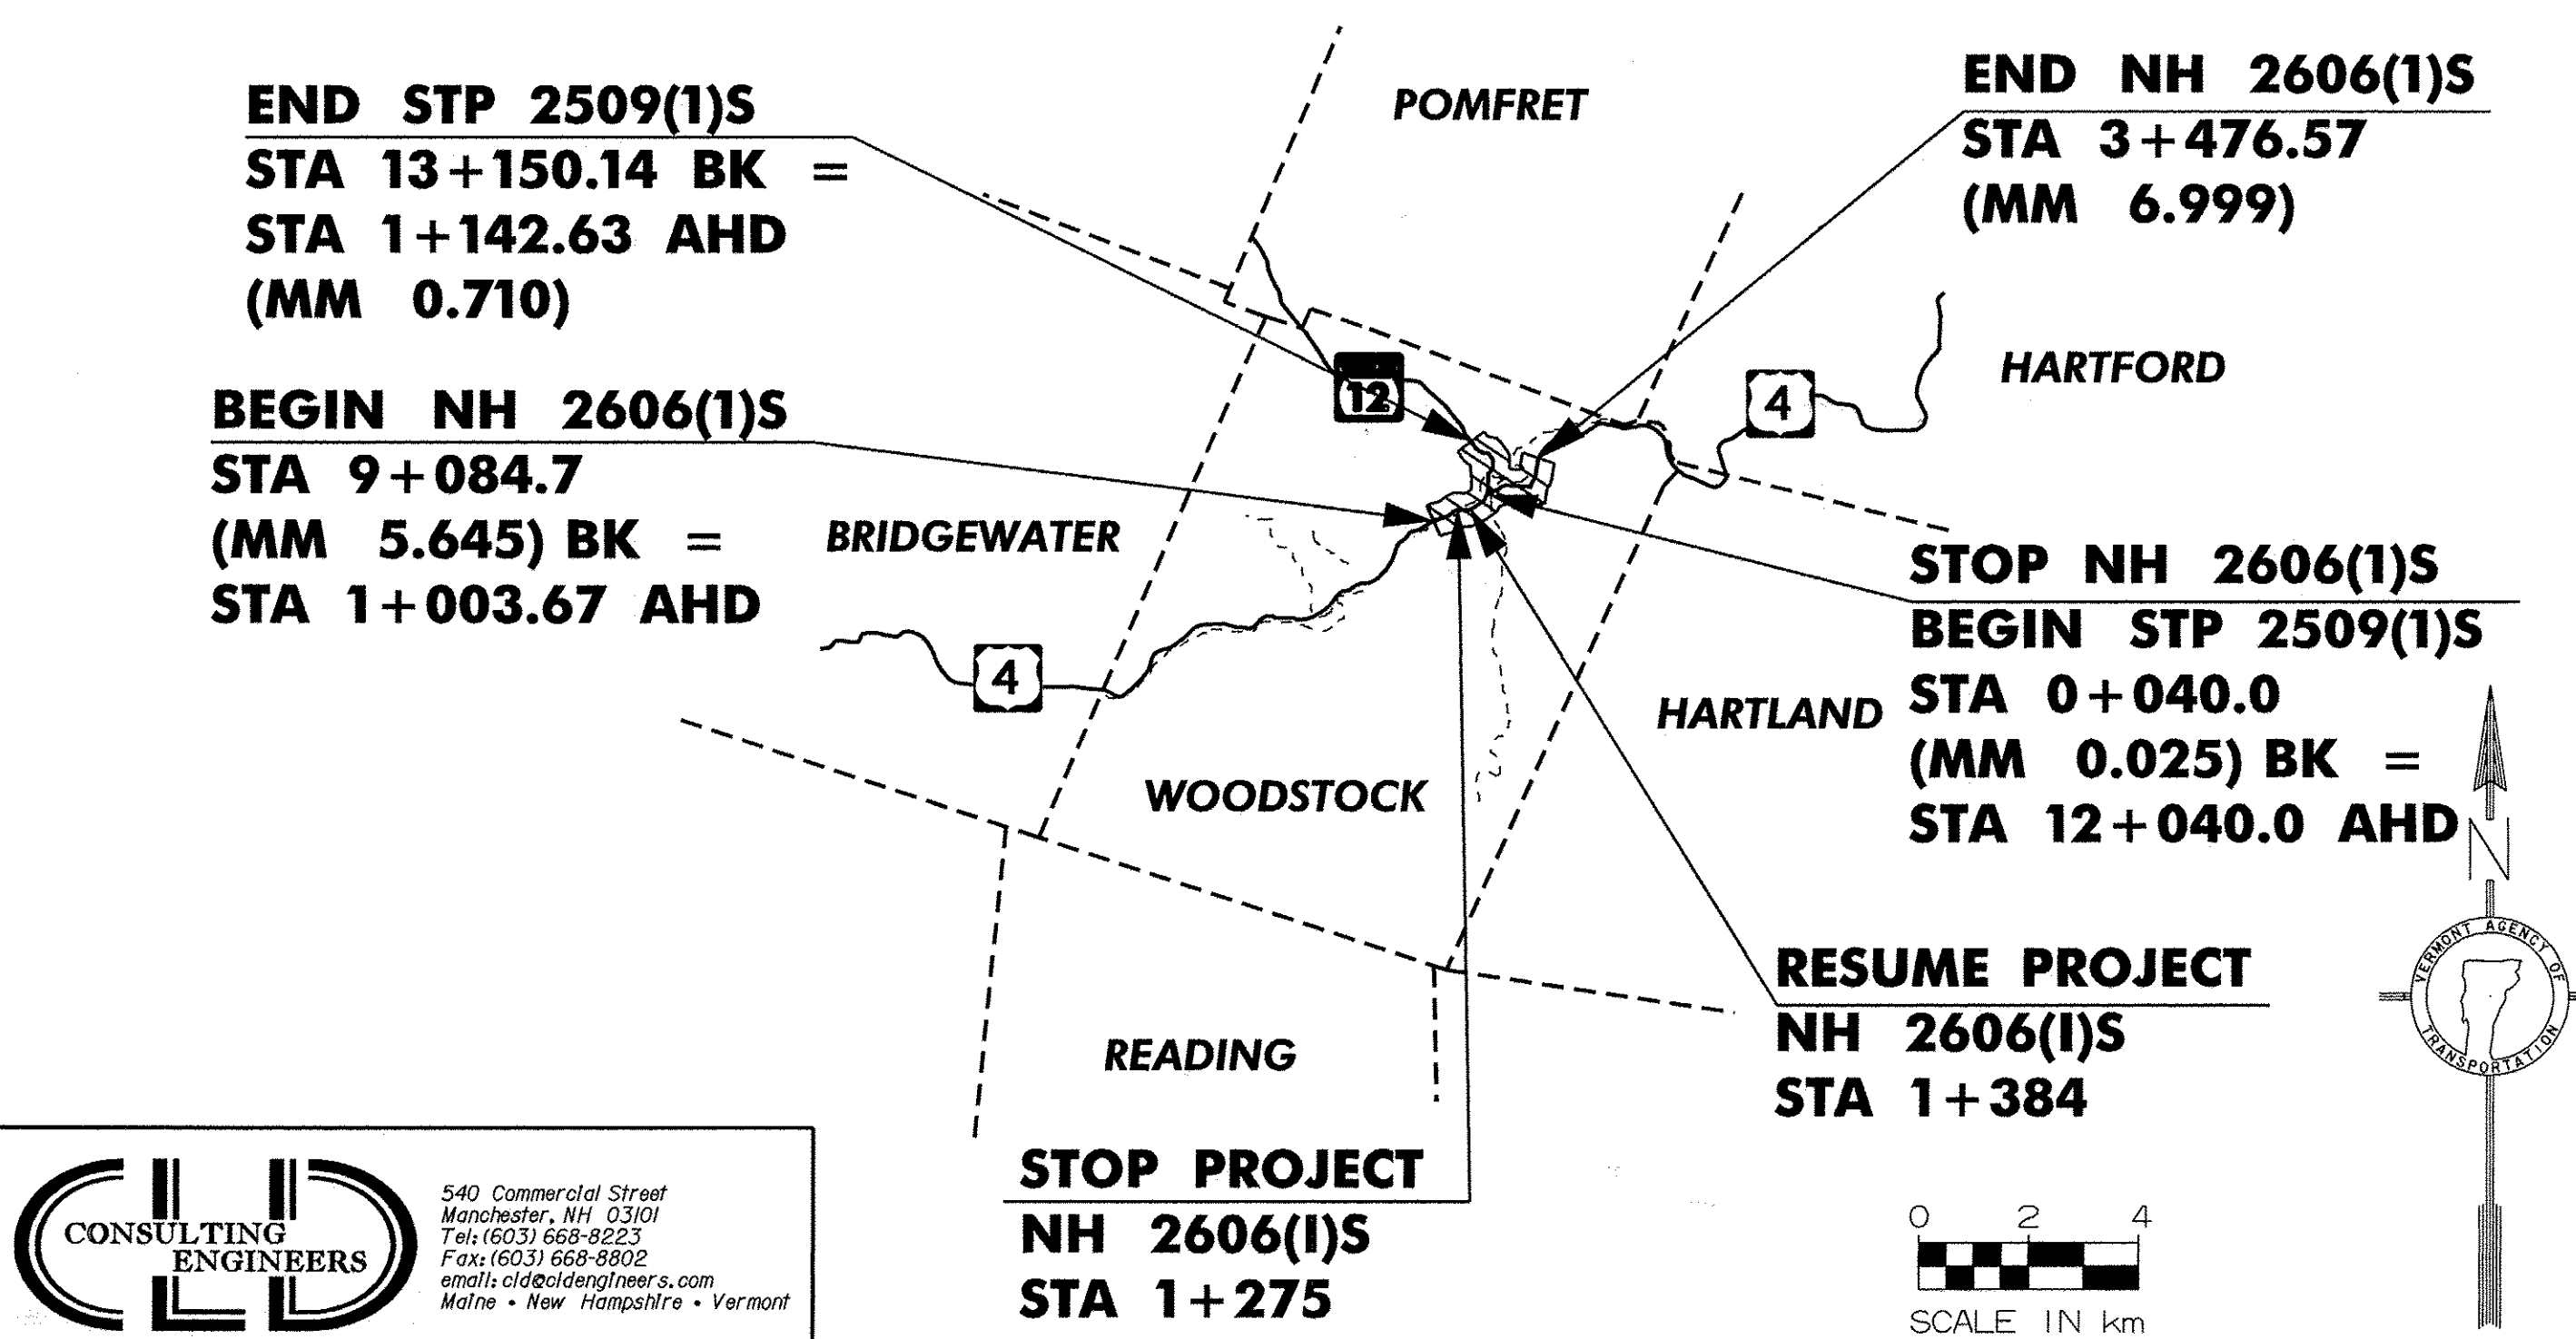 END STP 2509(1)S
STA 13+150.14 BK =
STA 1+142.63 AHD
(MM 0.710)
POMFRET
END NH 2606(1)S
STA 3+476.57
(MM 6.999)
12
4
HARTFORD
BEGIN NH 2606(1)S
STA 9+084.7
(MM 5.645) BK =
STA 1+003.67 AHD
BRIDGEWATER
4
STOP NH 2606(1)S
BEGIN STP 2509(1)S
STA 0+040.0
(MM 0.025) BK =
STA 12+040.0 AHD
HARTLAND
WOODSTOCK
N
VERMONT AGENCY OF
TRANSPORTATION
RESUME PROJECT
NH 2606(I)S
STA 1+384
READING
STOP PROJECT
NH 2606(I)S
STA 1+275
CLD
CONSULTING
ENGINEERS
540 Commercial Street
Manchester, NH 03101
Tel: (603) 668-8223
Fax: (603) 668-8802
email: cld@cldengineers.com
Maine • New Hampshire • Vermont
0 2 4
SCALE IN km